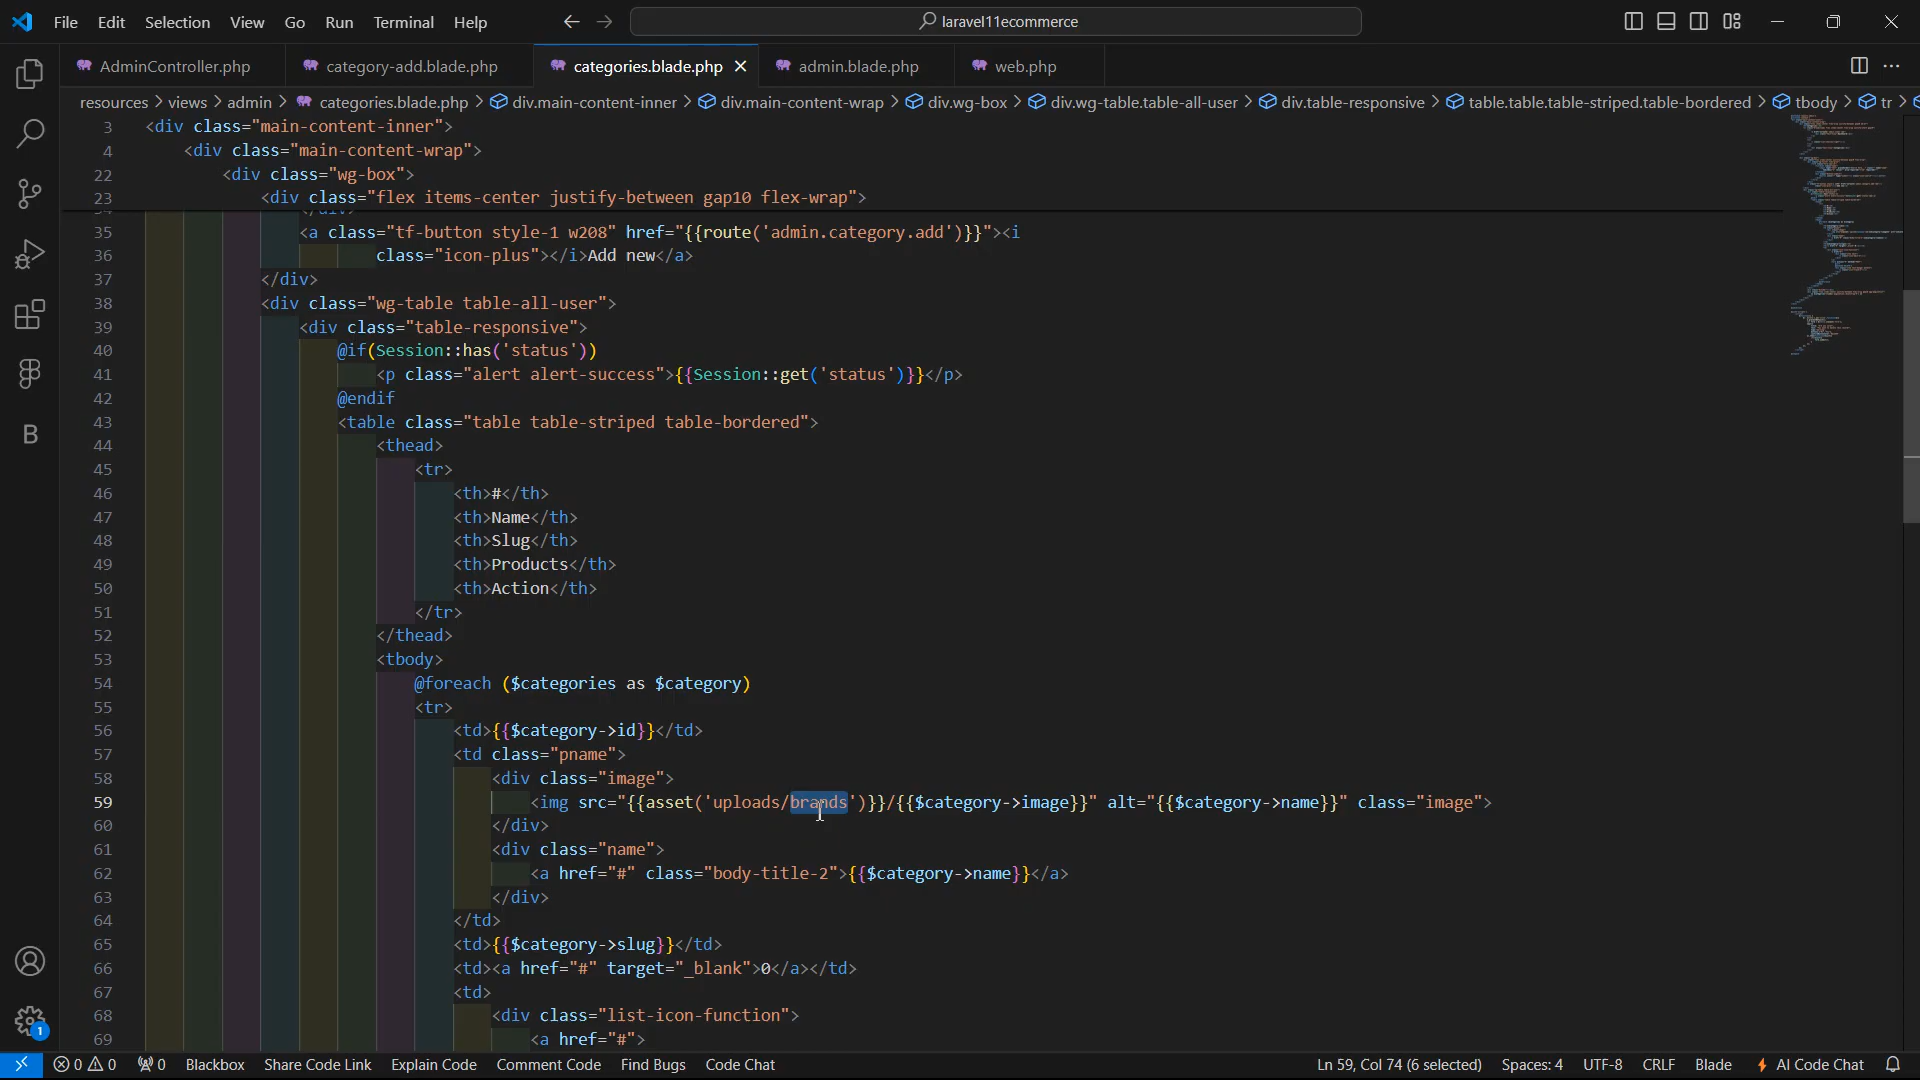 File Edit Selection View Go Run Terminal Help
laravel11ecommerce
AdminController.php category-add.blade.php categories.blade.php admin.blade.php web.php
resources > views > admin > categories.blade.php > div.main-content-inner > div.main-content-wrap > div.wg-box > div.wg-table.table-all-user > div.table-responsive > table.table.table-striped.table-bordered > tbody > tr >
3 <div class="main-content-inner">
4 <div class="main-content-wrap">
22 <div class="wg-box">
23 <div class="flex items-center justify-between gap10 flex-wrap">
35 <a class="tf-button style-1 w208" href="{{route('admin.category.add')}}"><i
36 class="icon-plus"></i>Add new</a>
37 </div>
38 <div class="wg-table table-all-user">
39 <div class="table-responsive">
40 @if(Session::has('status'))
41 <p class="alert alert-success">{{Session::get('status')}}</p>
42 @endif
43 <table class="table table-striped table-bordered">
44 <thead>
45 <tr>
46 <th>#</th>
47 <th>Name</th>
48 <th>Slug</th>
49 <th>Products</th>
50 <th>Action</th>
51 </tr>
52 </thead>
53 <tbody>
54 @foreach ($categories as $category)
55 <tr>
56 <td>{{$category->id}}</td>
57 <td class="pname">
58 <div class="image">
59 <img src="{{asset('uploads/brands')}}/{{$category->image}}" alt="{{$category->name}}" class="image">
60 </div>
61 <div class="name">
62 <a href="#" class="body-title-2">{{$category->name}}</a>
63 </div>
64 </td>
65 <td>{{$category->slug}}</td>
66 <td><a href="#" target="_blank">0</a></td>
67 <td>
68 <div class="list-icon-function">
69 <a href="#">
B
1
0 0 0 Blackbox Share Code Link Explain Code Comment Code Find Bugs Code Chat Ln 59, Col 74 (6 selected) Spaces: 4 UTF-8 CRLF Blade AI Code Chat